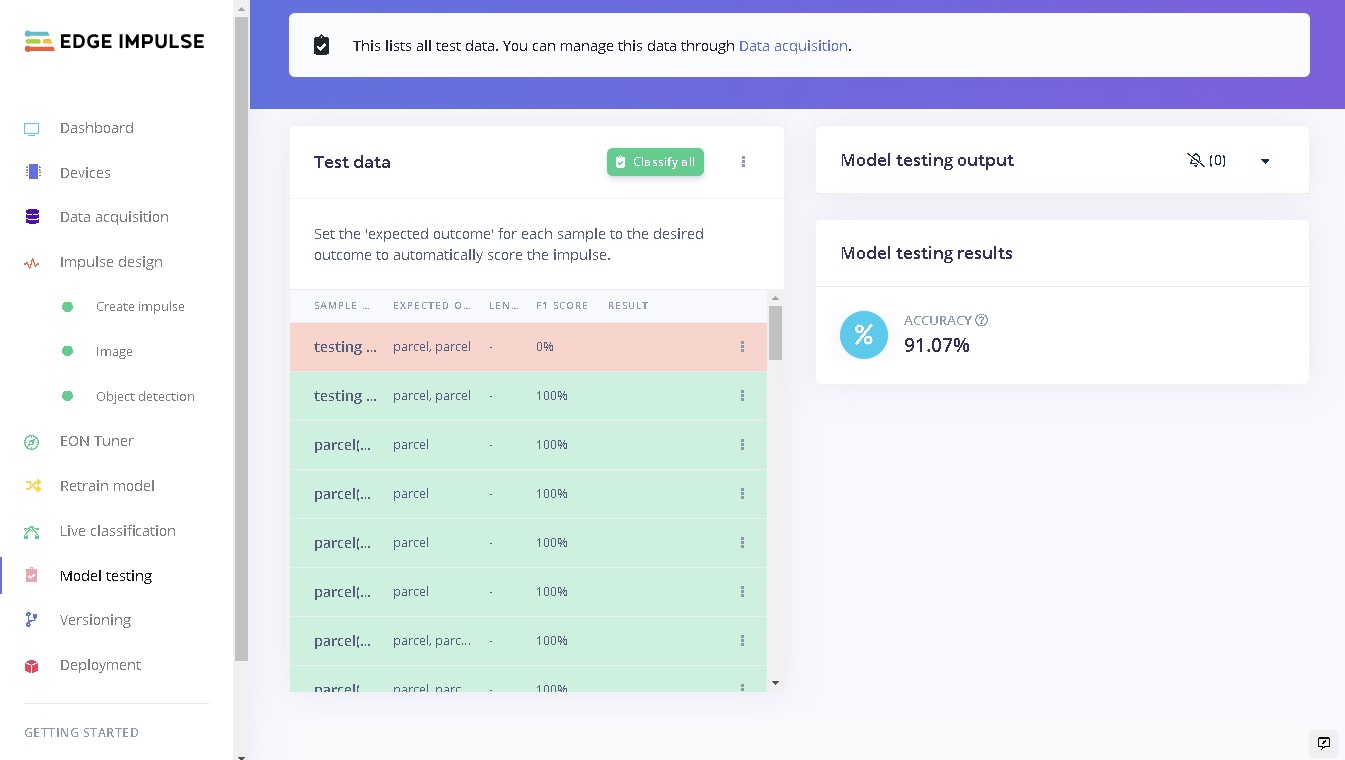 EDGE IMPULSE
Dashboard
Devices
Data acquisition
Impulse design
Create impulse
Image
Object detection
EON Tuner
Retrain model
Live classification
Model testing
Versioning
Deployment
GETTING STARTED
This lists all test data. You can manage this data through Data acquisition.
Test data
Classify all
Set the 'expected outcome' for each sample to the desired
outcome to automatically score the impulse.
SAMPLE ... EXPECTED O... LEN... F1 SCORE RESULT
testing ... parcel, parcel - 0%
testing ... parcel, parcel - 100%
parcel(... parcel - 100%
parcel(... parcel - 100%
parcel(... parcel - 100%
parcel(... parcel - 100%
parcel(... parcel, parc... - 100%
parcel(... parcel, parc... - 100%
Model testing output
(0)
Model testing results
%
ACCURACY
91.07%